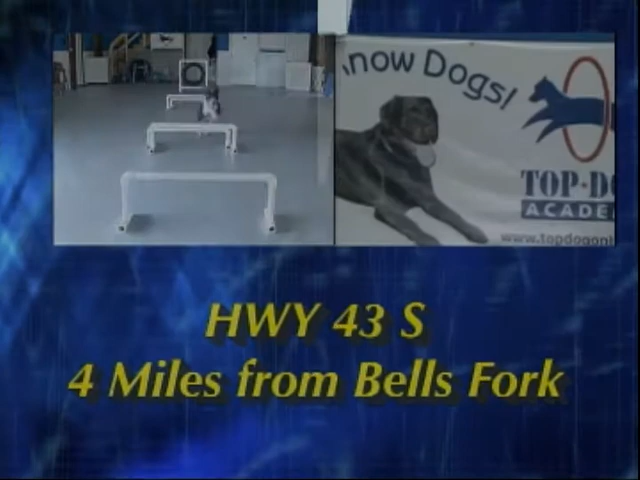 now Dogs!
TOP-DO
ACADE
www.topdogon
HWY 43 S
4 Miles from Bells Fork